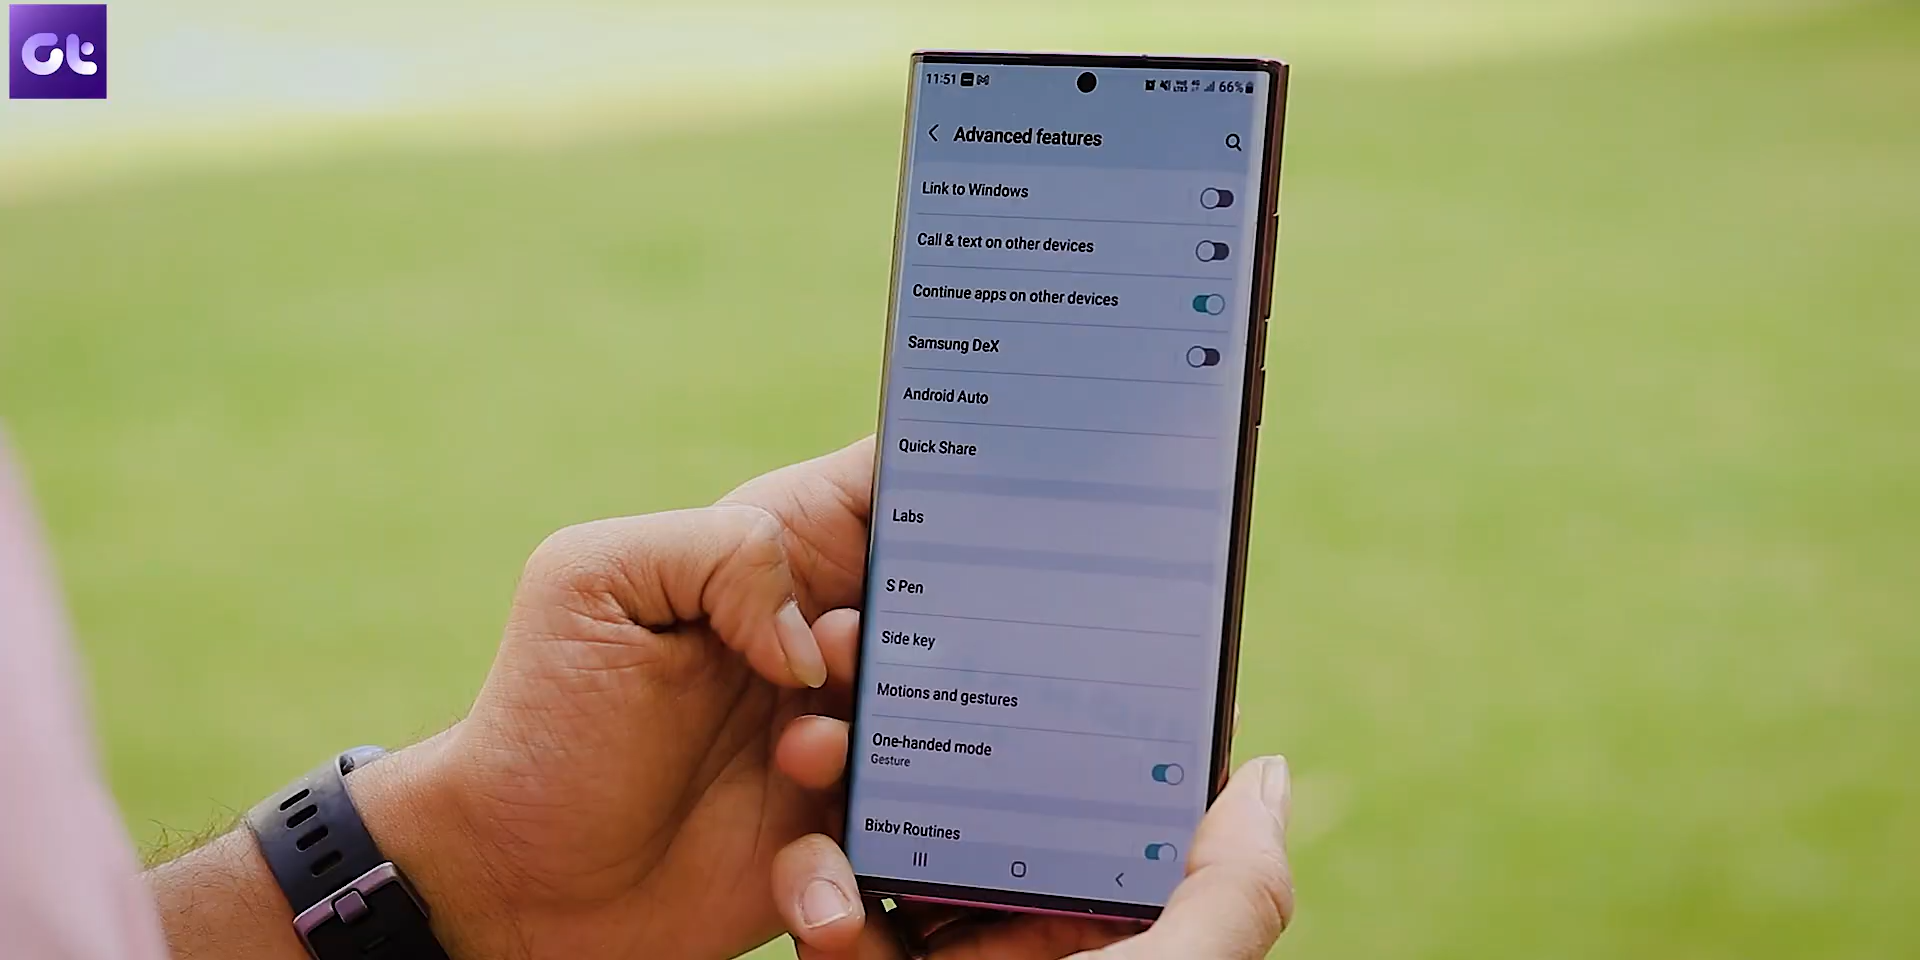 Gt
11:51 66%
Advanced features
Link to Windows
Call & text on other devices
Continue apps on other devices
Samsung DeX
Android Auto
Quick Share
Labs
S Pen
Side key
Motions and gestures
One-handed mode
Gesture
Bixby Routines